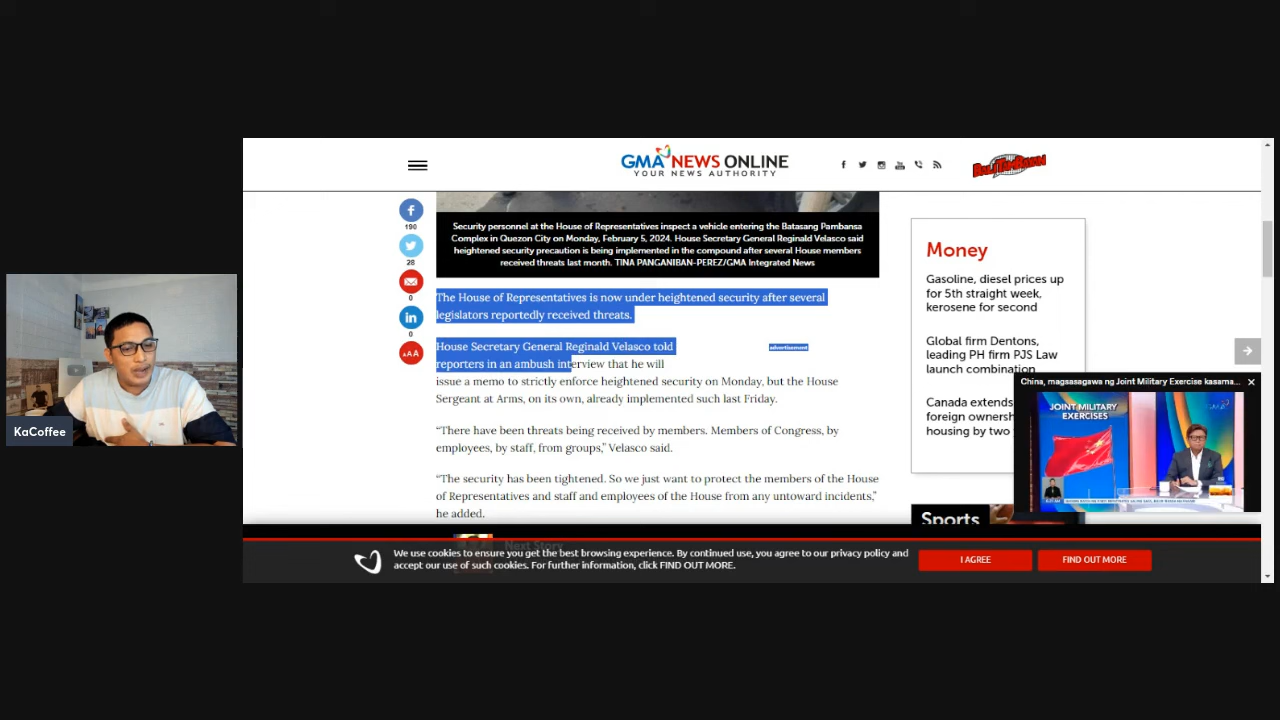 GMA NEWS ONLINE
YOUR NEWS AUTHORITY
BALITAMBAYAN
190
28
0
0
AAA
Security personnel at the House of Representatives inspect a vehicle entering the Batasang Pambansa
Complex in Quezon City on Monday, February 5, 2024. House Secretary General Reginald Velasco said
heightened security precaution is being implemented in the compound after several House members
received threats last month. TINA PANGANIBAN-PEREZ/GMA Integrated News
The House of Representatives is now under heightened security after several
legislators reportedly received threats.
House Secretary General Reginald Velasco told
reporters in an ambush interview that he will
advertisement
issue a memo to strictly enforce heightened security on Monday, but the House
Sergeant at Arms, on its own, already implemented such last Friday.
“There have been threats being received by members. Members of Congress, by
employees, by staff, from groups,” Velasco said.
“The security has been tightened. So we just want to protect the members of the House
of Representatives and staff and employees of the House from any untoward incidents,”
he added.
Next Story
Money
Gasoline, diesel prices up
for 5th straight week,
kerosene for second
Global firm Dentons,
leading PH firm PJS Law
launch combination
Canada extends
foreign owners
housing by two
China, magsasagawa ng Joint Military Exercise kasama...
JOINT MILITARY
EXERCISES
Sports
KaCoffee
We use cookies to ensure you get the best browsing experience. By continued use, you agree to our privacy policy and
accept our use of such cookies. For further information, click FIND OUT MORE.
I AGREE
FIND OUT MORE